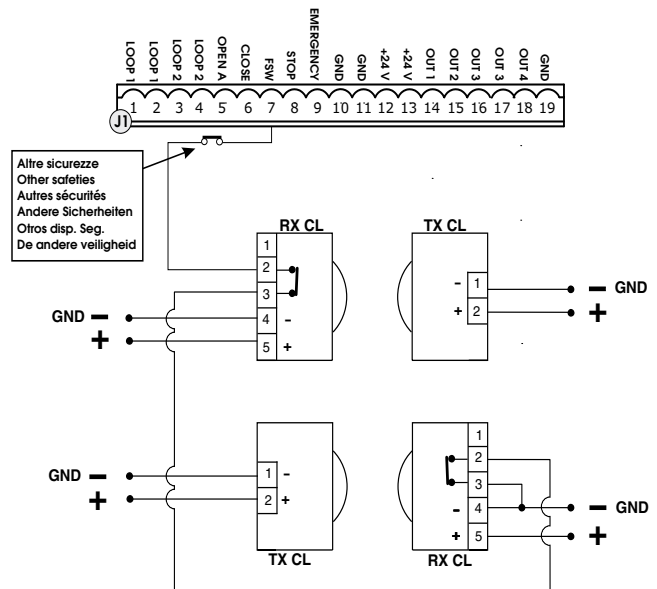 LOOP 1
LOOP 1
LOOP 2
LOOP 2
OPEN A
CLOSE
FSW
STOP
EMERGENCY
GND
GND
+24 V
+24 V
OUT 1
OUT 2
OUT 3
OUT 3
OUT 4
GND
1 2 3 4 5 6 7 8 9 10 11 12 13 14 15 16 17 18 19
J1
Altre sicurezze
Other safeties
Autres sécurités
Andere Sicherheiten
Otros disp. Seg.
De andere veiligheid
RX CL
1
2
3
GND − 4 -
+ 5 +
TX CL
- 1 − GND
+ 2 +
GND − 1 -
+ 2 +
TX CL
1
2
3
- 4 − GND
+ 5 +
RX CL